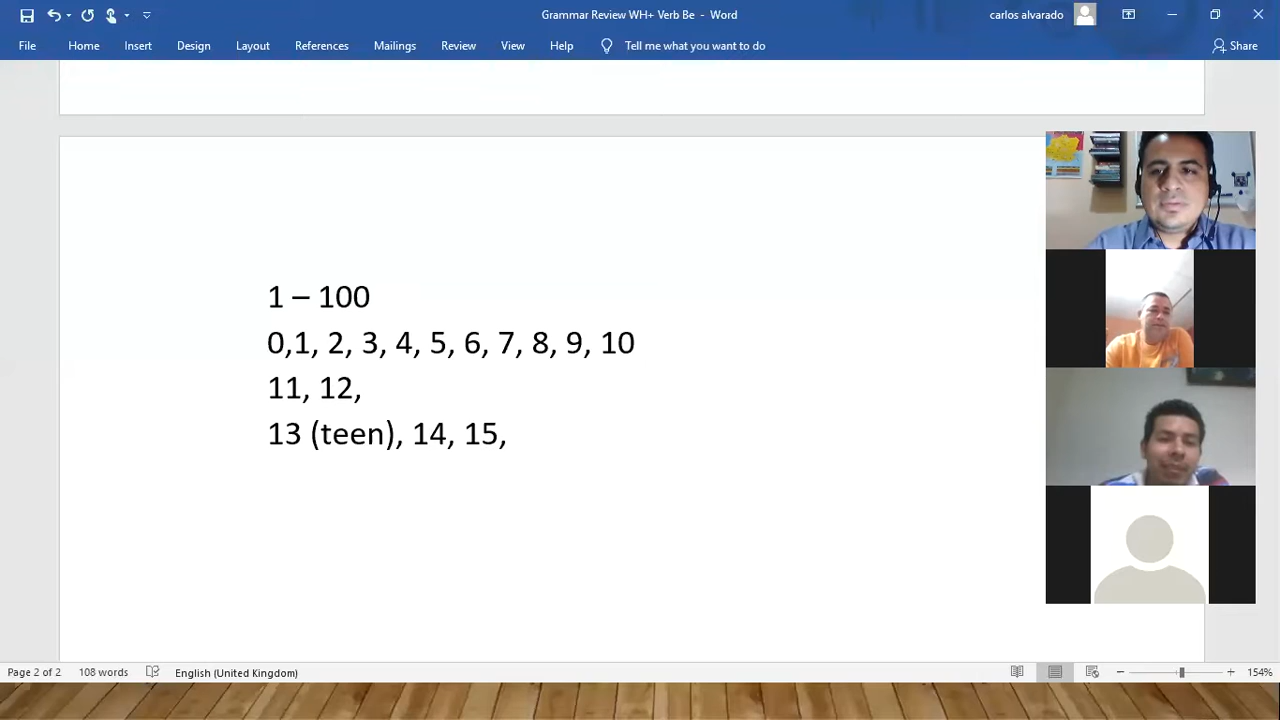 Grammar Review WH+ Verb Be - Word
carlos alvarado
File Home Insert Design Layout References Mailings Review View Help Tell me what you want to do Share
1 – 100
0,1, 2, 3, 4, 5, 6, 7, 8, 9, 10
11, 12,
13 (teen), 14, 15,
Page 2 of 2 108 words English (United Kingdom) 154%